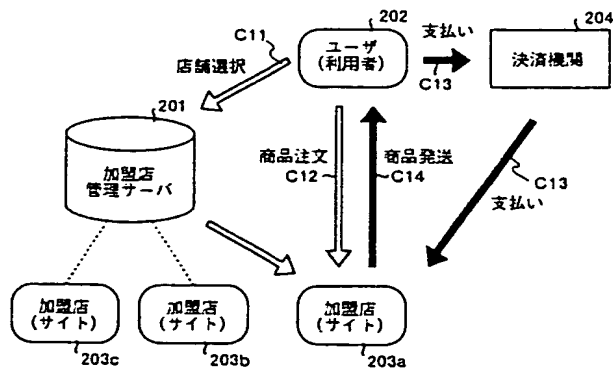 202
ユーザ
(利用者)
支払い
C13
204
決済機関
C11
店舗選択
201
加盟店
管理サーバ
商品注文
C12
商品発送
C14
C13
支払い
加盟店
(サイト)
203c
加盟店
(サイト)
203b
加盟店
(サイト)
203a